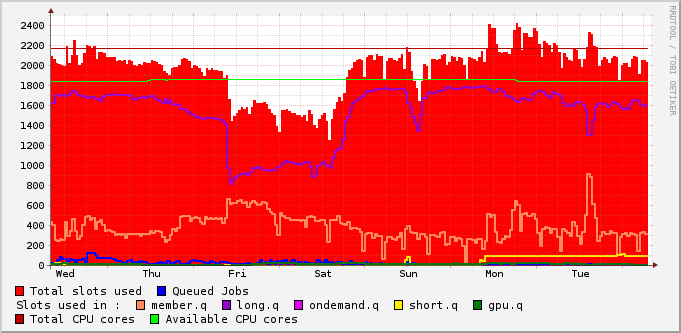 2400
2200
2000
1800
1600
1400
1200
1000
800
600
400
200
0
Wed Thu Fri Sat Sun Mon Tue
RRDTOOL / TOBI OETIKER
Total slots used Queued Jobs
Slots used in : member.q long.q ondemand.q short.q gpu.q
Total CPU cores Available CPU cores